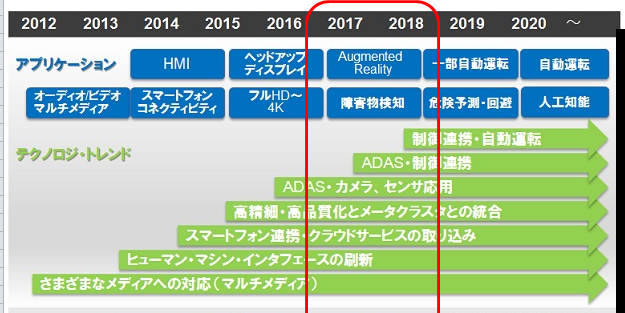 2012 2013 2014 2015 2016 2017 2018 2019 2020 ～
アプリケーション
HMI
ヘッドアップ
ディスプレイ
Augmented
Reality
一部自動運転
自動運転
オーディオ/ビデオ
マルチメディア
スマートフォン
コネクティビティ
フルHD～
4K
障害物検知
危険予測・回避
人工知能
テクノロジ・トレンド
制御連携・自動運転
ADAS・制御連携
ADAS・カメラ、センサ応用
高精細・高品質化とメータクラスタとの統合
スマートフォン連携・クラウドサービスの取り込み
ヒューマン・マシン・インタフェースの刷新
さまざまなメディアへの対応（マルチメディア）